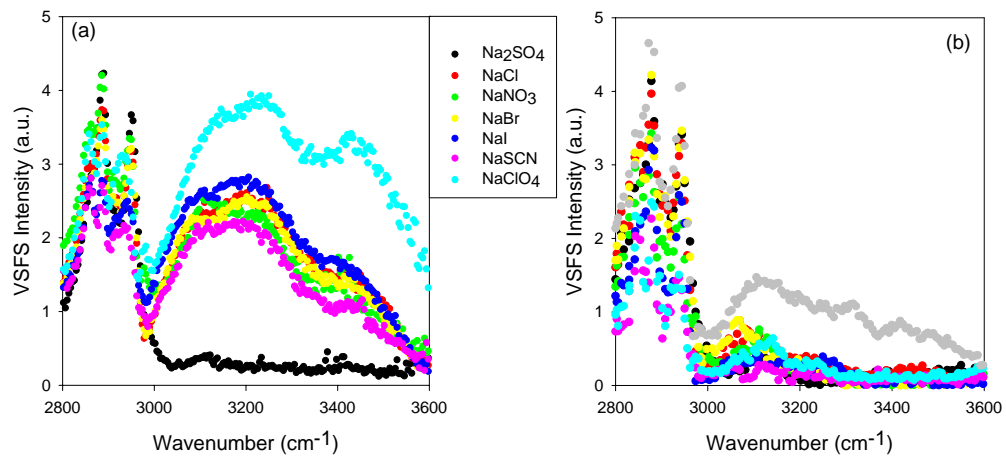 (a)
5
4
3
2
1
0
VSFS Intensity (a.u.)
2800 3000 3200 3400 3600
Wavenumber (cm-1)
Na2SO4
NaCl
NaNO3
NaBr
NaI
NaSCN
NaClO4
(b)
5
4
3
2
1
0
VSFS Intensity (a.u.)
2800 3000 3200 3400 3600
Wavenumber (cm-1)